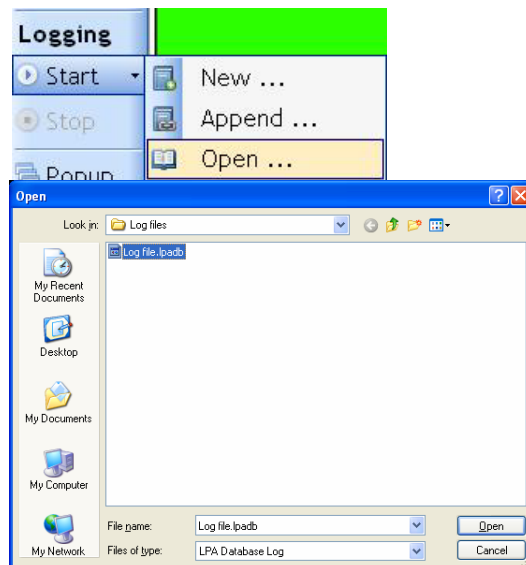 Logging
Start
New ...
Stop
Append ...
Popup
Open ...
Open
Look in:
Log files
Log file.lpadb
My Recent
Documents
Desktop
My Documents
My Computer
My Network
File name:
Log file.lpadb
Open
Files of type:
LPA Database Log
Cancel